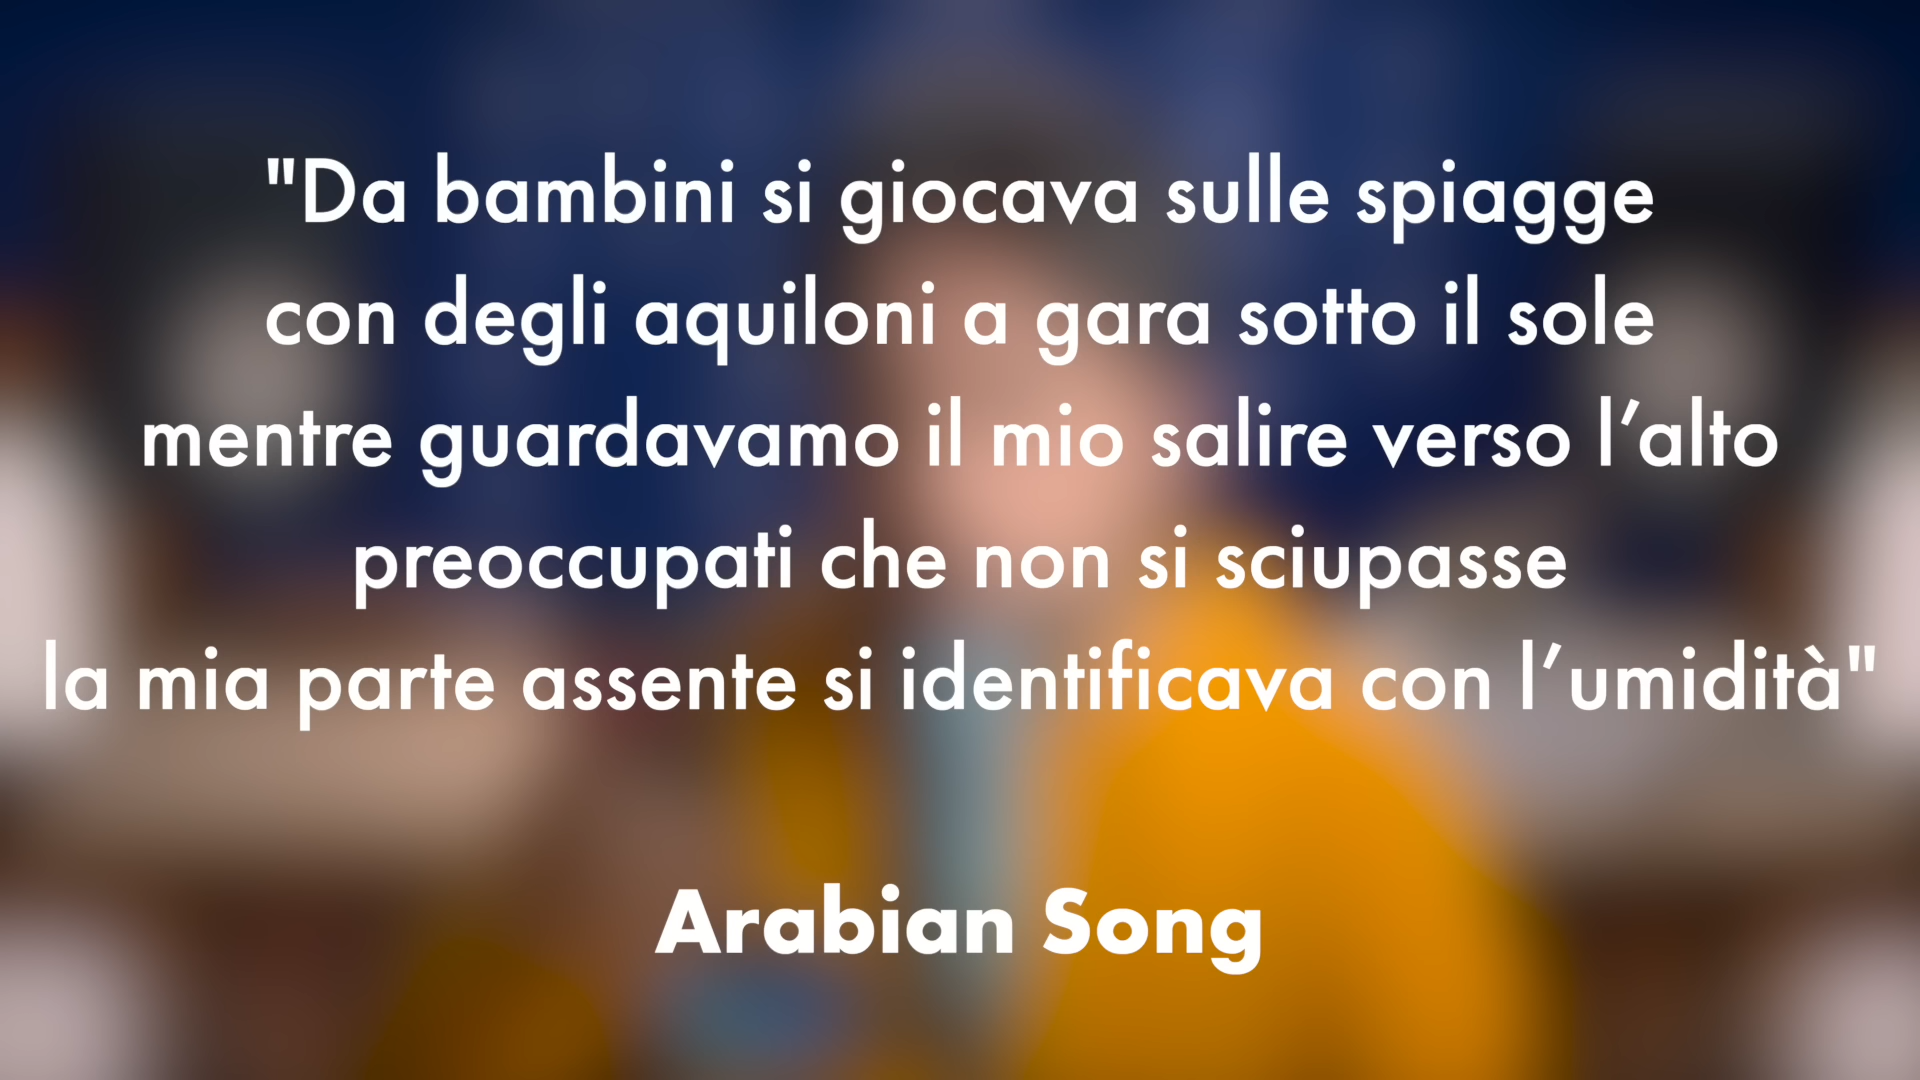 "Da bambini si giocava sulle spiagge
con degli aquiloni a gara sotto il sole
mentre guardavamo il mio salire verso l’alto
preoccupati che non si sciupasse
la mia parte assente si identificava con l’umidità"
Arabian Song